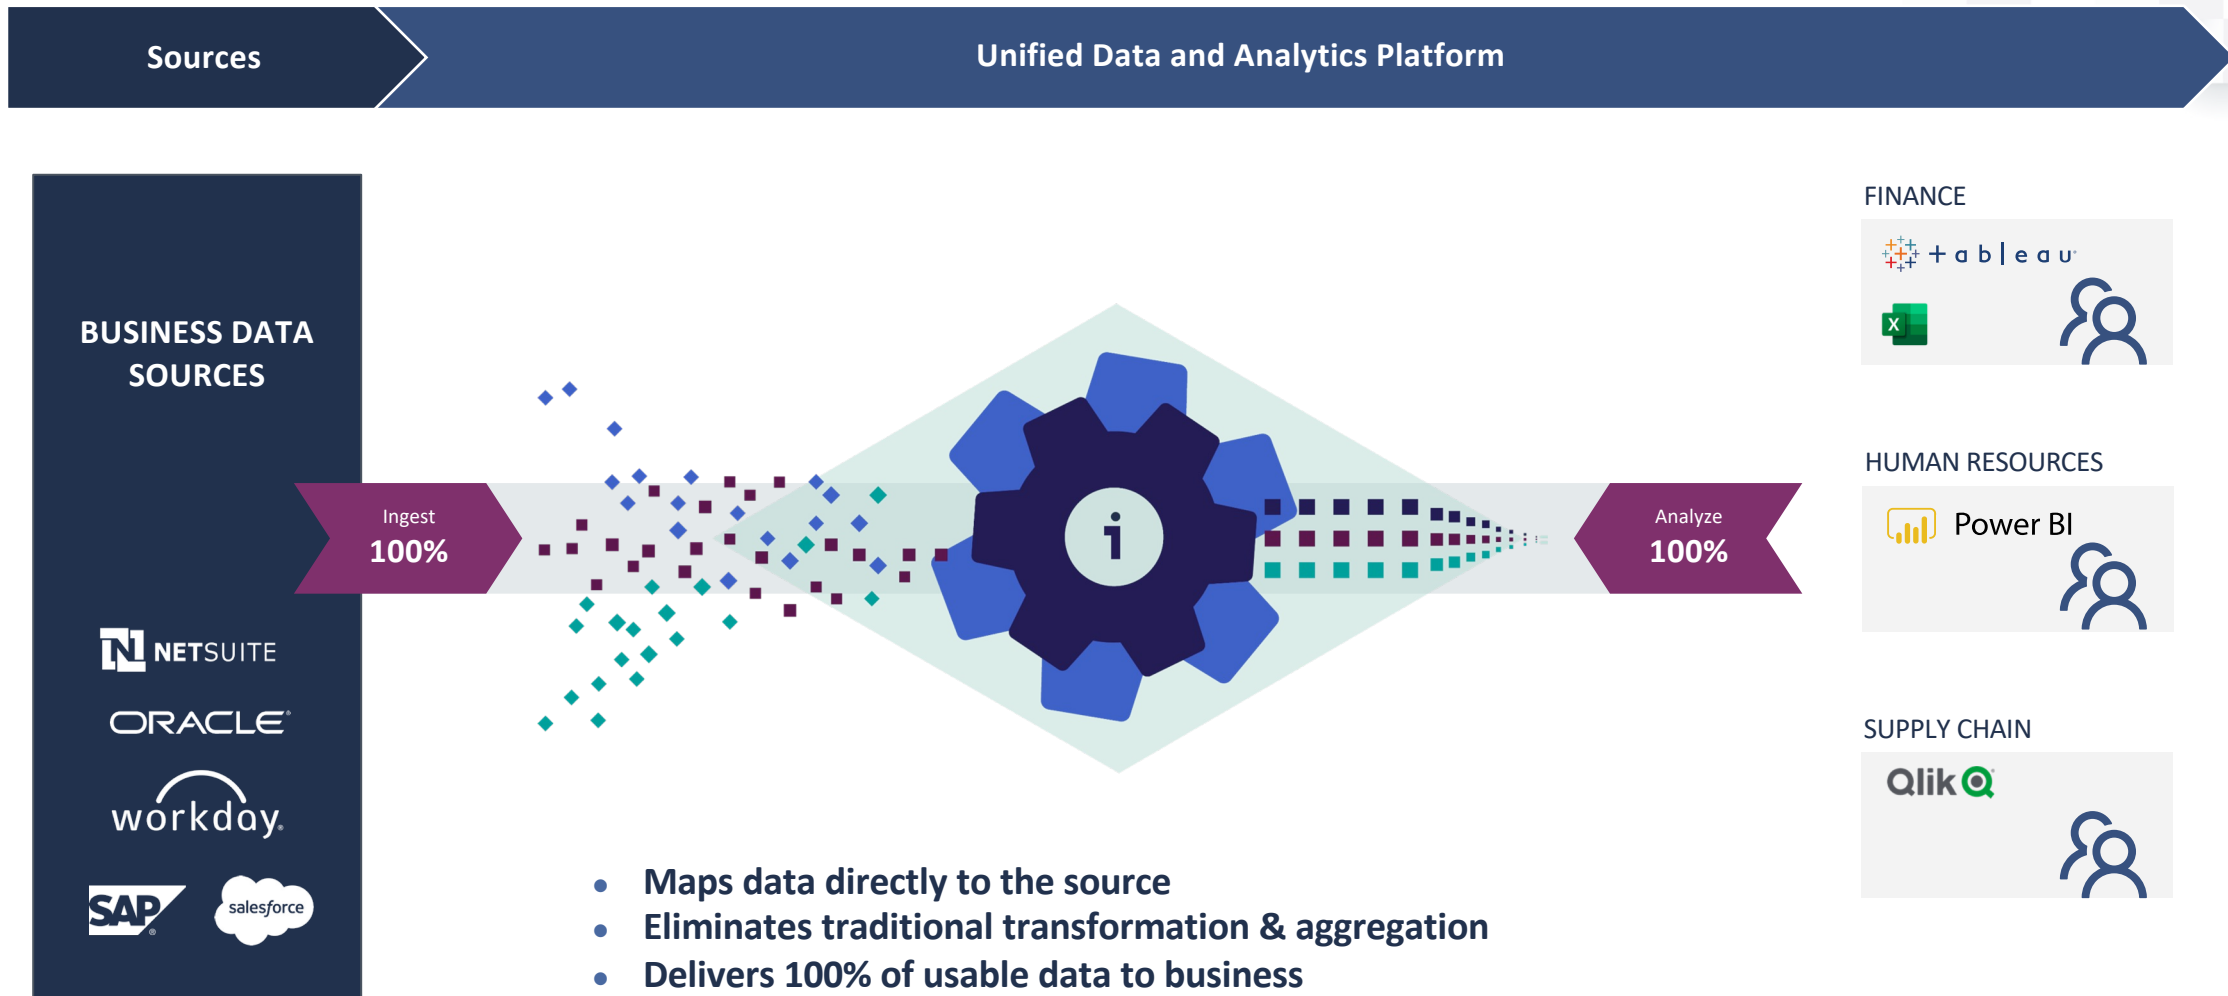 Sources
Unified Data and Analytics Platform
BUSINESS DATA
SOURCES
Ingest
100%
NETSUITE
ORACLE®
workday.
SAP®
salesforce
i
Analyze
100%
FINANCE
+ableau
X
HUMAN RESOURCES
Power BI
SUPPLY CHAIN
Qlik
• Maps data directly to the source
• Eliminates traditional transformation & aggregation
• Delivers 100% of usable data to business